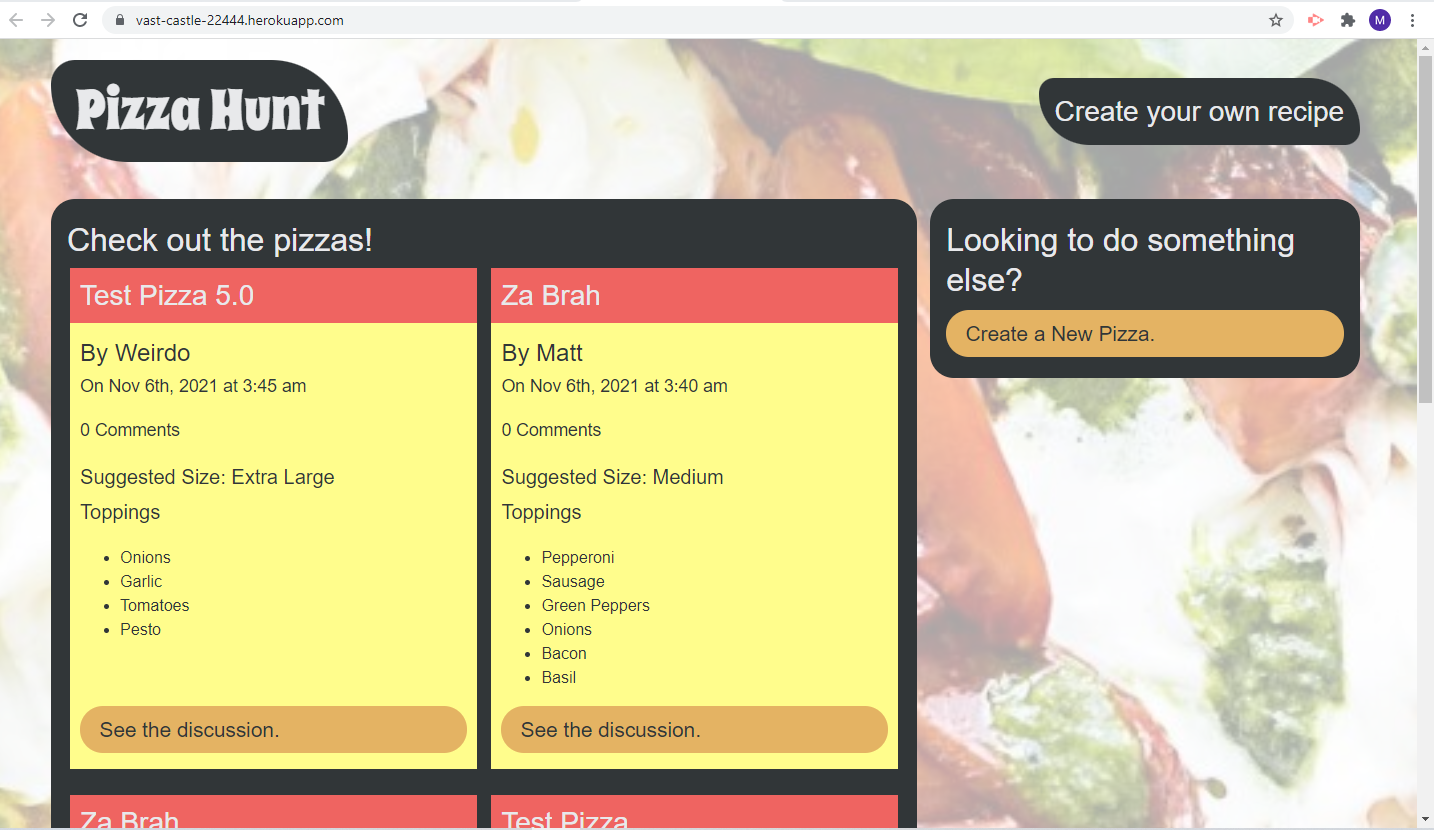 vast-castle-22444.herokuapp.com
M
Pizza Hunt
Create your own recipe
Check out the pizzas!
Test Pizza 5.0
By Weirdo
On Nov 6th, 2021 at 3:45 am
0 Comments
Suggested Size: Extra Large
Toppings
Onions
Garlic
Tomatoes
Pesto
See the discussion.
Za Brah
By Matt
On Nov 6th, 2021 at 3:40 am
0 Comments
Suggested Size: Medium
Toppings
Pepperoni
Sausage
Green Peppers
Onions
Bacon
Basil
See the discussion.
Za Brah
Test Pizza
Looking to do something
else?
Create a New Pizza.